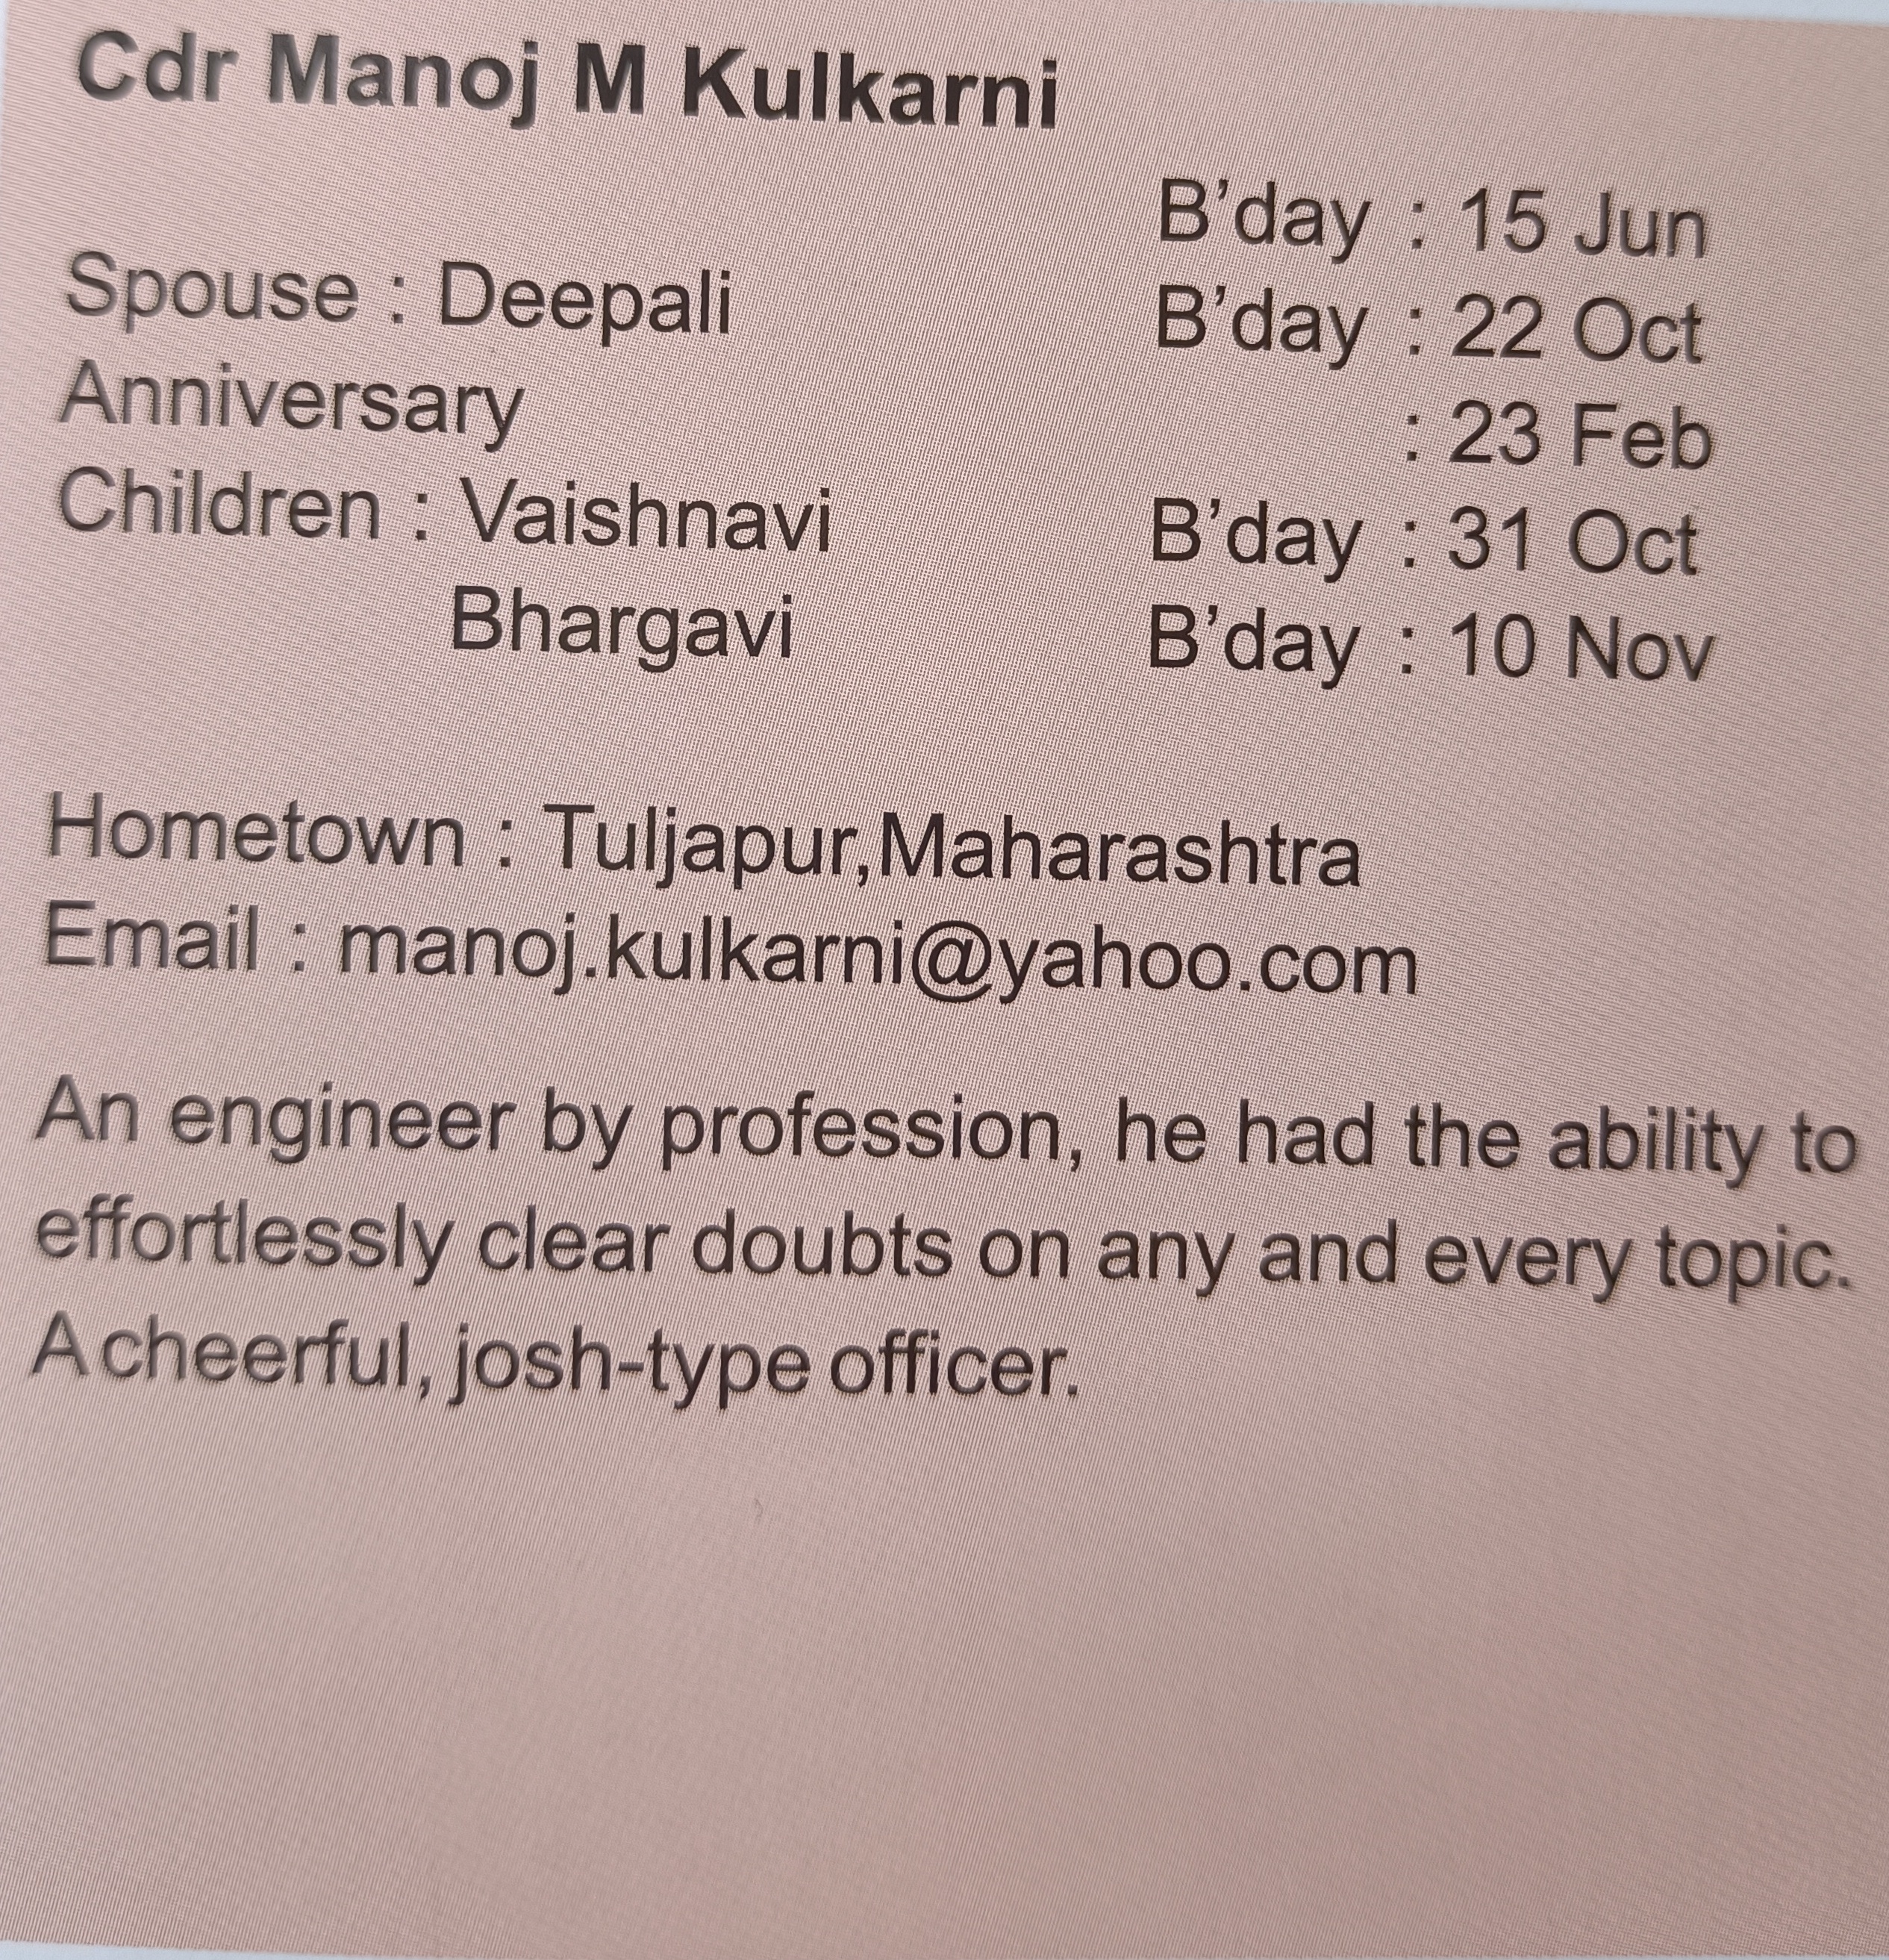 Cdr Manoj M Kulkarni
B'day : 15 Jun
Spouse : Deepali B'day : 22 Oct
Anniversary : 23 Feb
Children : Vaishnavi B'day : 31 Oct
Bhargavi B'day : 10 Nov
Hometown : Tuljapur,Maharashtra
Email : manoj.kulkarni@yahoo.com
An engineer by profession, he had the ability to
effortlessly clear doubts on any and every topic.
A cheerful, josh-type officer.